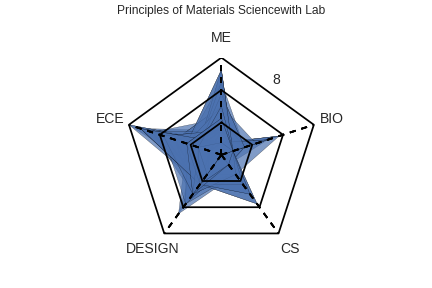 Principles of Materials Sciencewith Lab
ME
8
ECE
BIO
DESIGN
CS